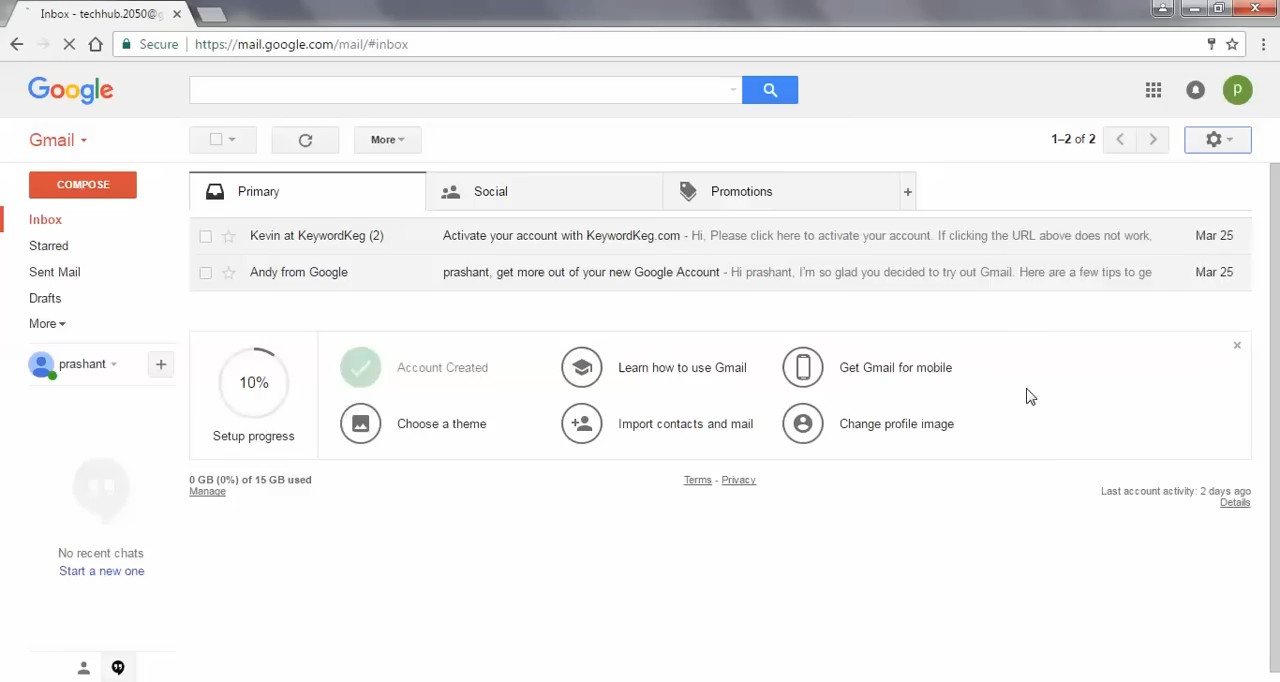 Inbox - techhub.2050@g
Secure
https://mail.google.com/mail/#inbox
Google
p
Gmail
More
1–2 of 2
COMPOSE
Primary
Social
Promotions
+
Inbox
Kevin at KeywordKeg (2) Activate your account with KeywordKeg.com - Hi, Please click here to activate your account. If clicking the URL above does not work, Mar 25
Starred
Sent Mail
Andy from Google prashant, get more out of your new Google Account - Hi prashant, I'm so glad you decided to try out Gmail. Here are a few tips to ge Mar 25
Drafts
More
prashant
+
10%
Setup progress
Account Created
Learn how to use Gmail
Get Gmail for mobile
Choose a theme
Import contacts and mail
Change profile image
0 GB (0%) of 15 GB used
Manage
Terms - Privacy
Last account activity: 2 days ago
Details
No recent chats
Start a new one